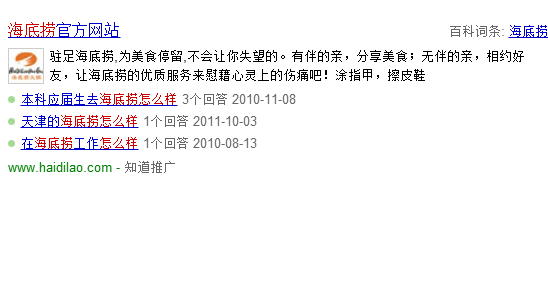 海底捞官方网站 百科词条: 海底捞
驻足海底捞,为美食停留,不会让你失望的。有伴的亲，分享美食；无伴的亲，相约好
友，让海底捞的优质服务来慰藉心灵上的伤痛吧！涂指甲，擦皮鞋
本科应届生去海底捞怎么样 3个回答 2010-11-08
天津的海底捞怎么样 1个回答 2011-10-03
在海底捞工作怎么样 1个回答 2010-08-13
www.haidilao.com - 知道推广